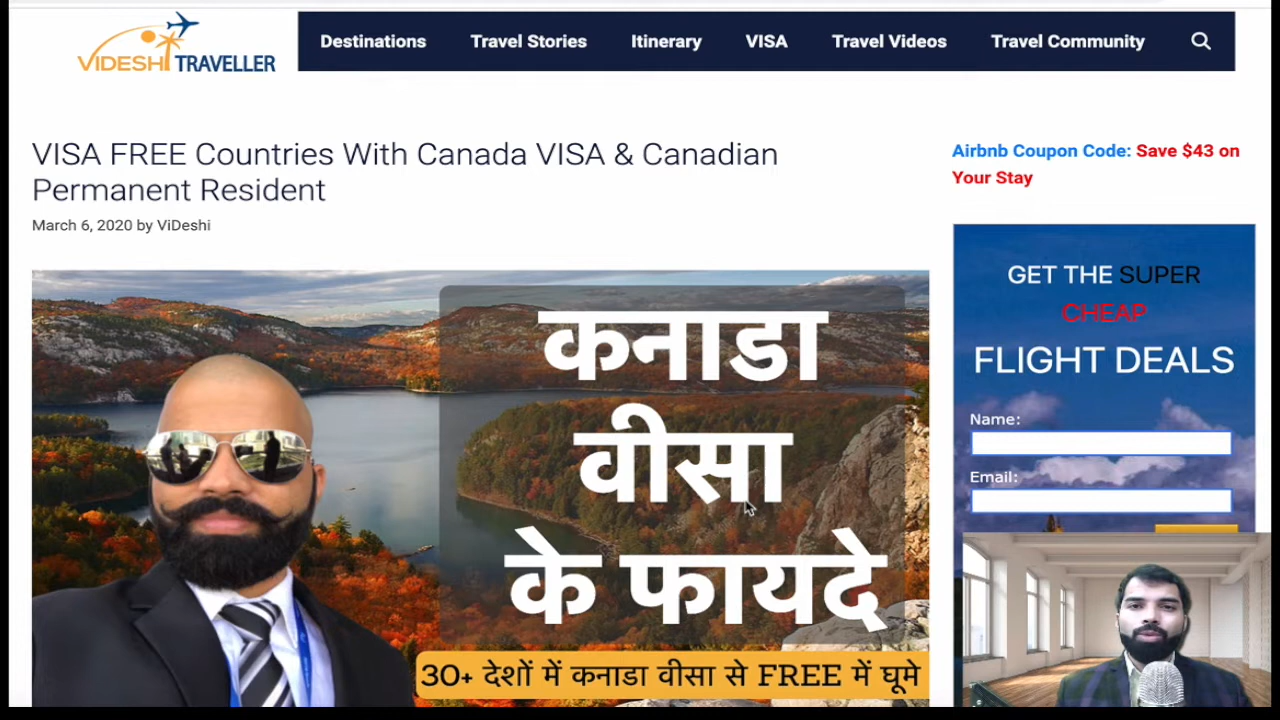 VIDESHI TRAVELLER
Destinations
Travel Stories
Itinerary
VISA
Travel Videos
Travel Community
VISA FREE Countries With Canada VISA & Canadian
Permanent Resident
March 6, 2020 by ViDeshi
कनाडा
वीसा
के फायदे
30+ देशों में कनाडा वीसा से FREE में घूमे
Airbnb Coupon Code: Save $43 on
Your Stay
GET THE SUPER
CHEAP
FLIGHT DEALS
Name:
Email: